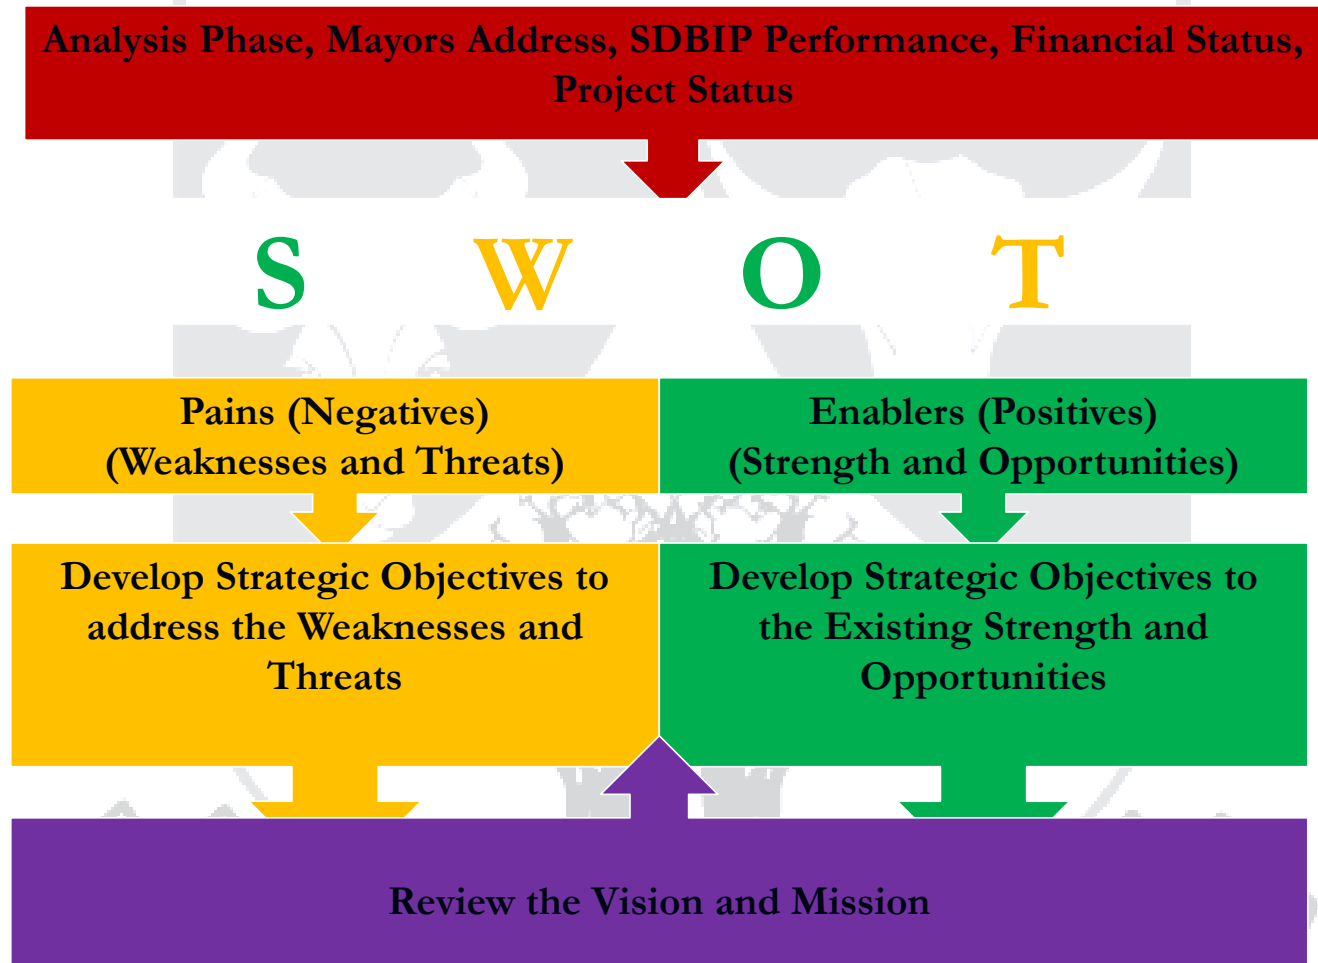 Analysis Phase, Mayors Address, SDBIP Performance, Financial Status,
Project Status
S W O T
Pains (Negatives)
(Weaknesses and Threats)
Enablers (Positives)
(Strength and Opportunities)
Develop Strategic Objectives to
address the Weaknesses and
Threats
Develop Strategic Objectives to
the Existing Strength and
Opportunities
Review the Vision and Mission